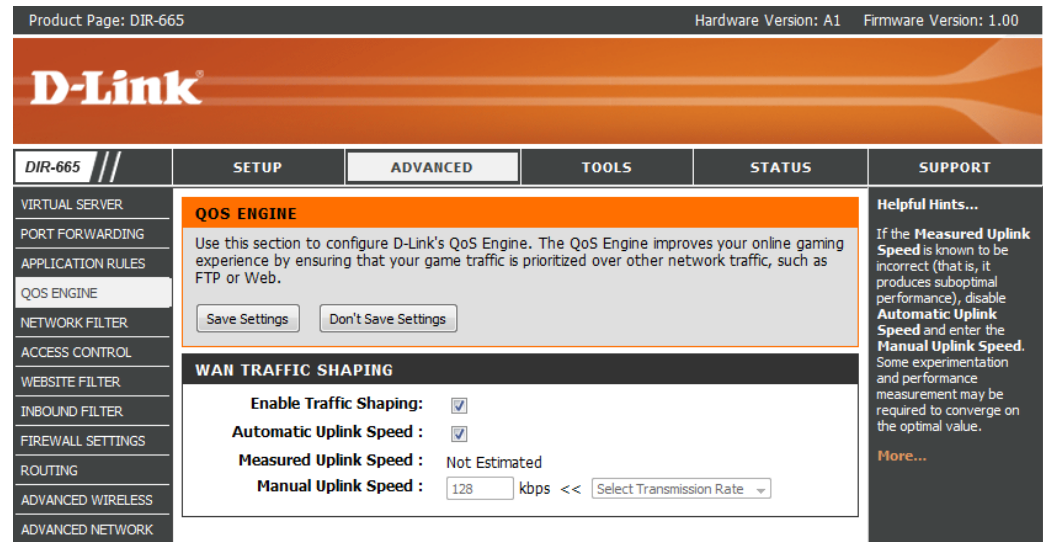 Product Page: DIR-665
Hardware Version: A1
Firmware Version: 1.00
D-Link®
DIR-665
SETUP
ADVANCED
TOOLS
STATUS
SUPPORT
VIRTUAL SERVER
PORT FORWARDING
APPLICATION RULES
QOS ENGINE
NETWORK FILTER
ACCESS CONTROL
WEBSITE FILTER
INBOUND FILTER
FIREWALL SETTINGS
ROUTING
ADVANCED WIRELESS
ADVANCED NETWORK
QOS ENGINE
Use this section to configure D-Link's QoS Engine. The QoS Engine improves your online gaming
experience by ensuring that your game traffic is prioritized over other network traffic, such as
FTP or Web.
Save Settings
Don't Save Settings
WAN TRAFFIC SHAPING
Enable Traffic Shaping:
Automatic Uplink Speed :
Measured Uplink Speed : Not Estimated
Manual Uplink Speed : 128 kbps << Select Transmission Rate
Helpful Hints...
If the Measured Uplink
Speed is known to be
incorrect (that is, it
produces suboptimal
performance), disable
Automatic Uplink
Speed and enter the
Manual Uplink Speed.
Some experimentation
and performance
measurement may be
required to converge on
the optimal value.
More...